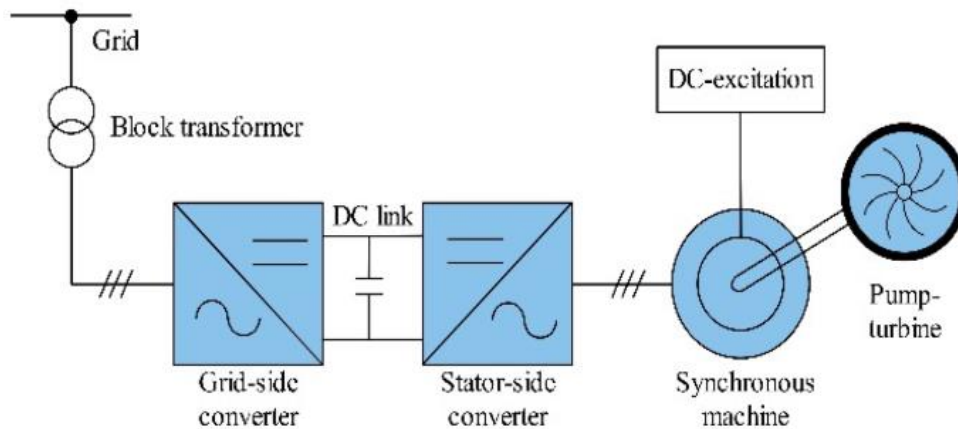 Grid
Block transformer
DC link
DC-excitation
Grid-side
converter
Stator-side
converter
Synchronous
machine
Pump-
turbine